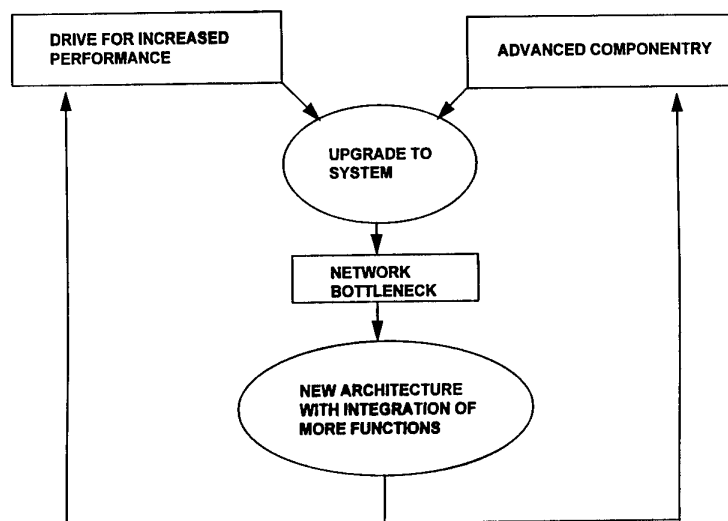 DRIVE FOR INCREASED
PERFORMANCE
ADVANCED COMPONENTRY
UPGRADE TO
SYSTEM
NETWORK
BOTTLENECK
NEW ARCHITECTURE
WITH INTEGRATION OF
MORE FUNCTIONS